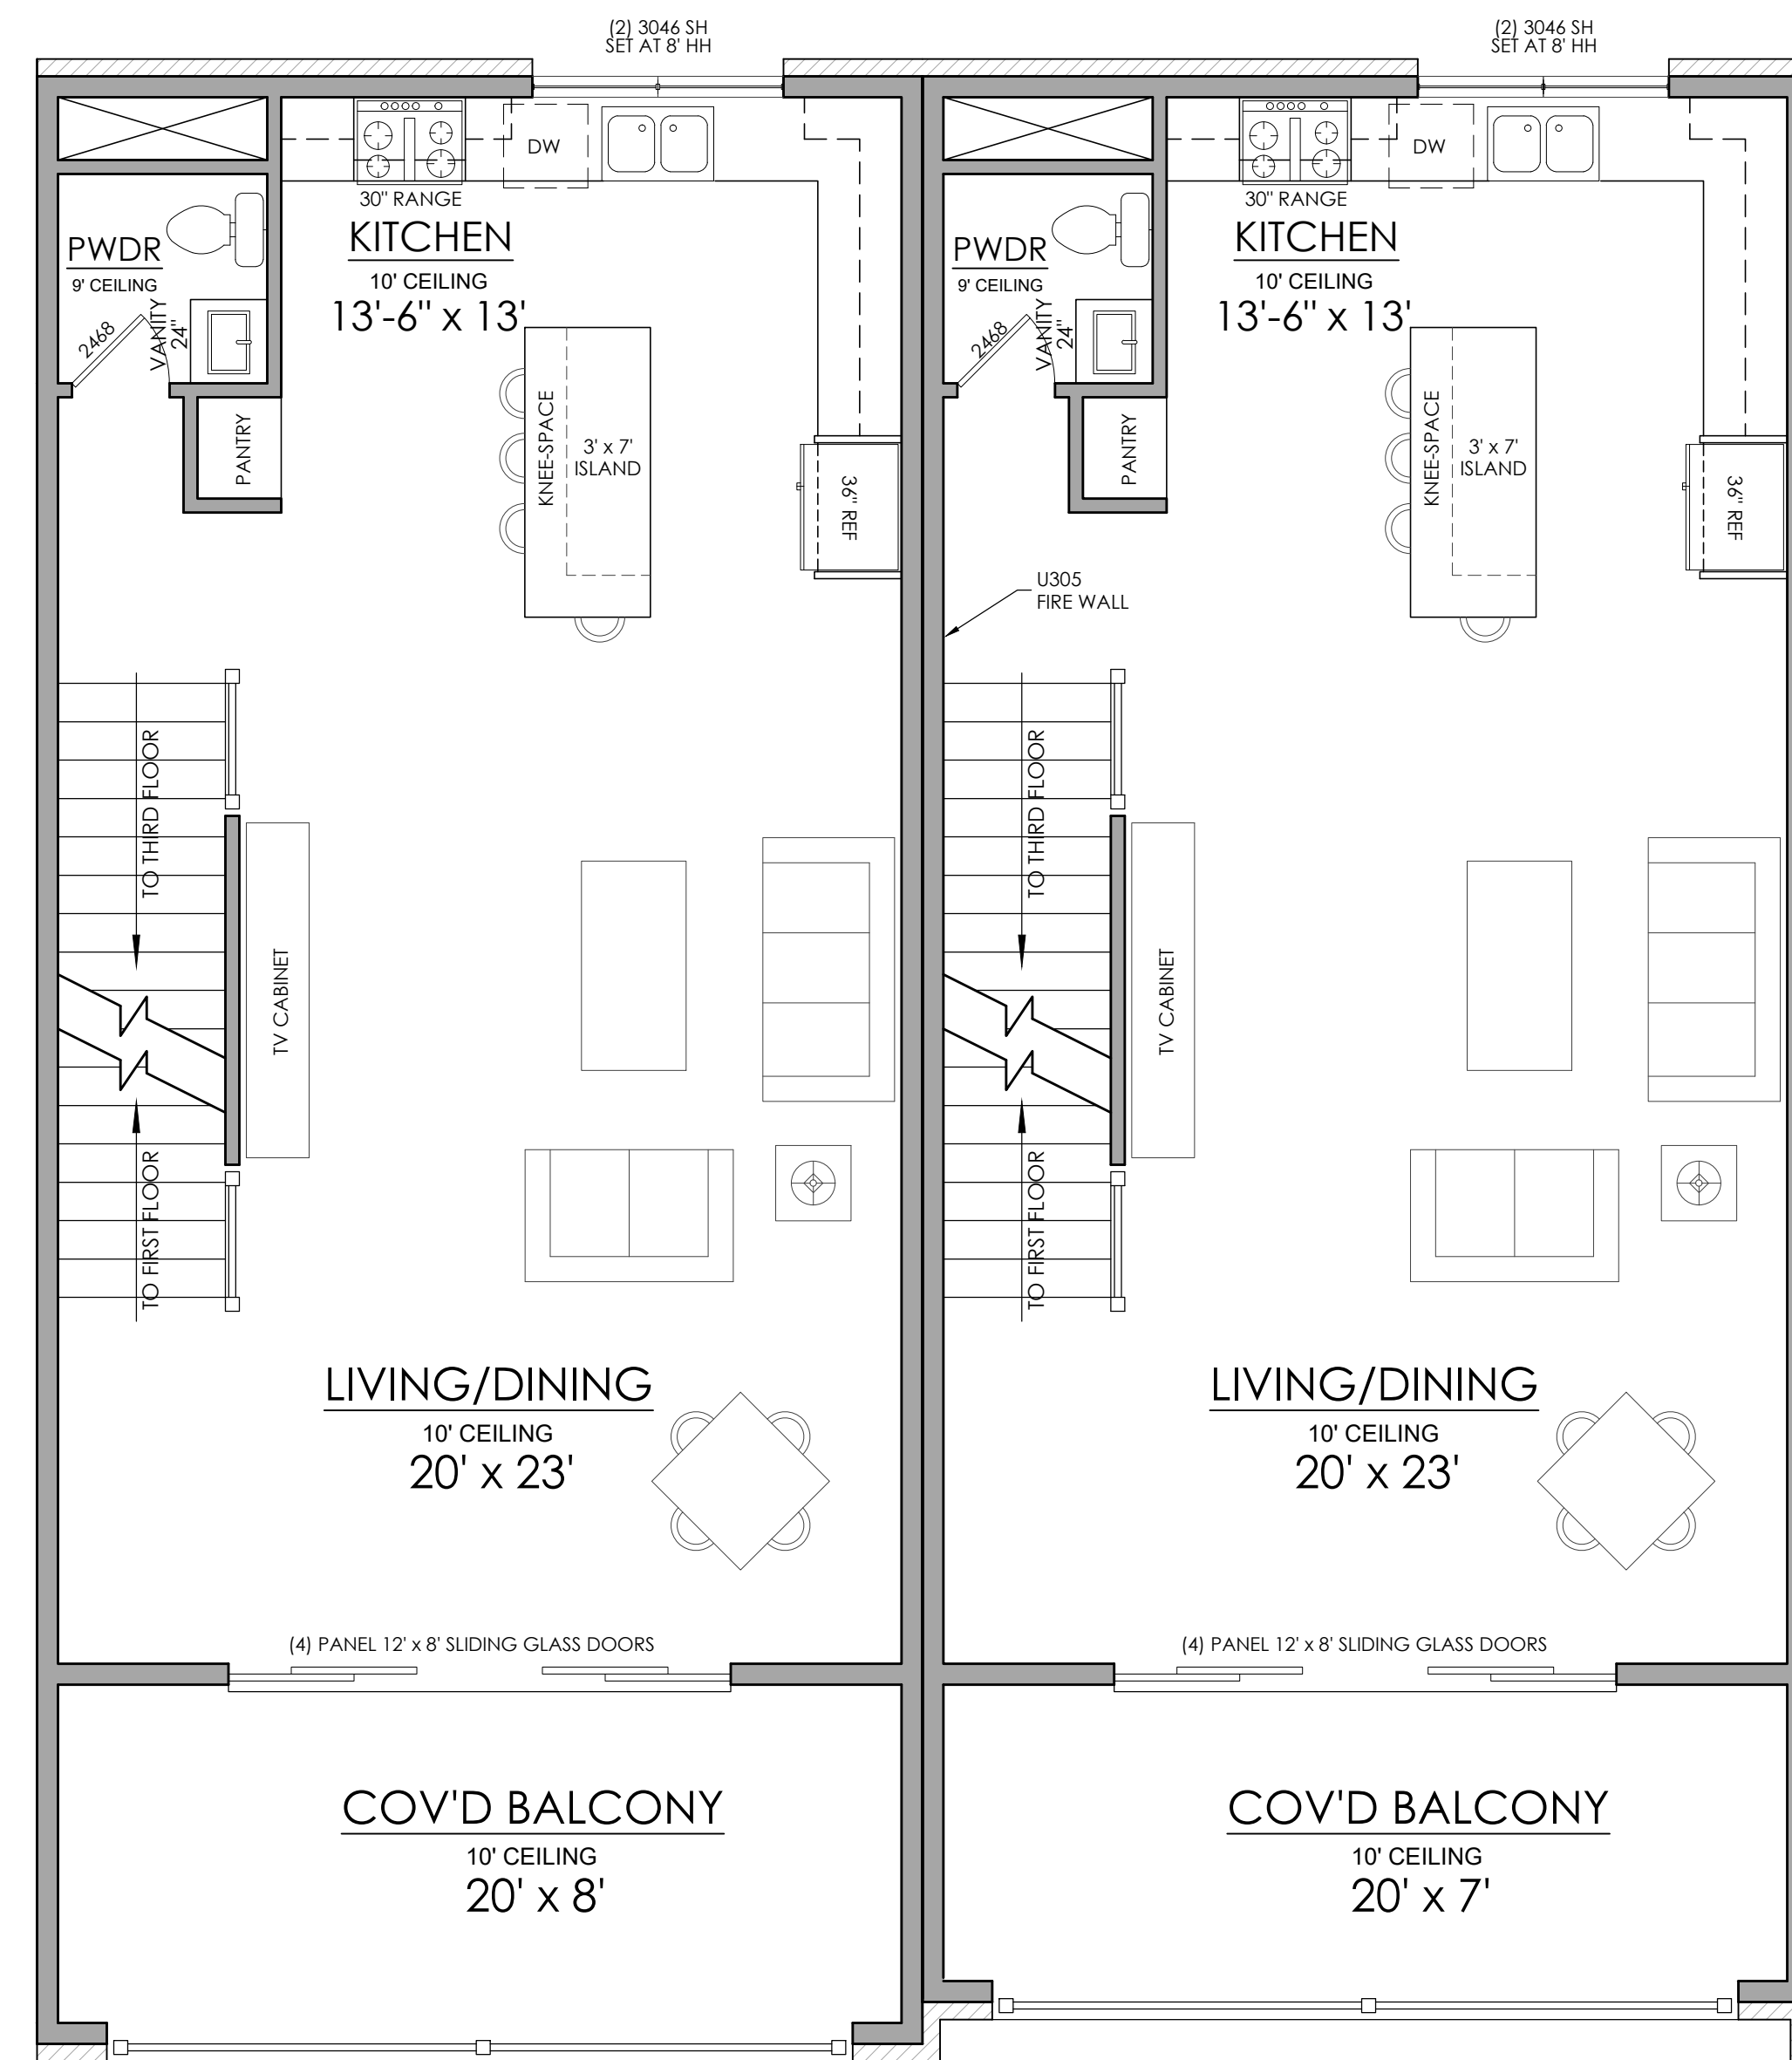 (2) 3046 SH
SET AT 8' HH
DW
30" RANGE
KITCHEN
10' CEILING
13'-6" x 13'
PWDR
9' CEILING
2468
VANITY
24"
PANTRY
KNEE-SPACE
3' x 7'
ISLAND
36" REF
TO THIRD FLOOR
TV CABINET
TO FIRST FLOOR
LIVING/DINING
10' CEILING
20' x 23'
(4) PANEL 12' x 8' SLIDING GLASS DOORS
COV'D BALCONY
10' CEILING
20' x 8'
(2) 3046 SH
SET AT 8' HH
DW
30" RANGE
KITCHEN
10' CEILING
13'-6" x 13'
PWDR
9' CEILING
2468
VANITY
24"
PANTRY
KNEE-SPACE
3' x 7'
ISLAND
36" REF
U305
FIRE WALL
TO THIRD FLOOR
TV CABINET
TO FIRST FLOOR
LIVING/DINING
10' CEILING
20' x 23'
(4) PANEL 12' x 8' SLIDING GLASS DOORS
COV'D BALCONY
10' CEILING
20' x 7'